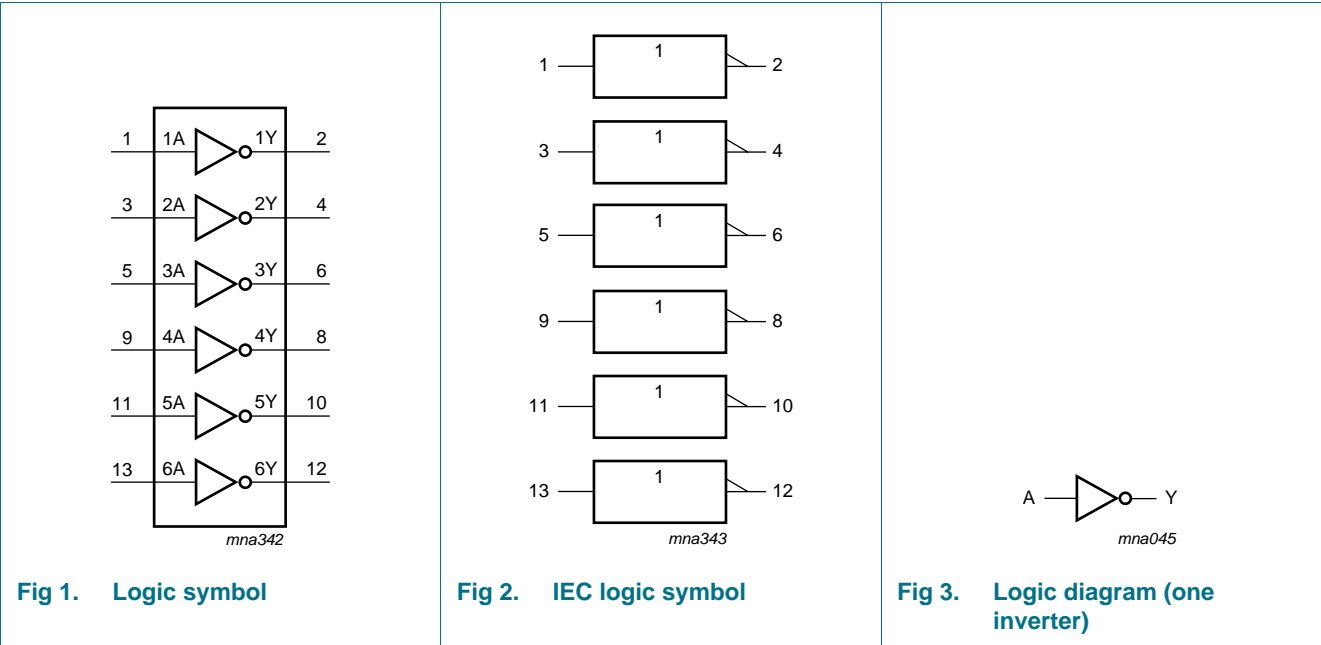 1 1A 1Y 2
3 2A 2Y 4
5 3A 3Y 6
9 4A 4Y 8
11 5A 5Y 10
13 6A 6Y 12
mna342
Fig 1. Logic symbol
1 1 2
3 1 4
5 1 6
9 1 8
11 1 10
13 1 12
mna343
Fig 2. IEC logic symbol
A Y
mna045
Fig 3. Logic diagram (one
inverter)